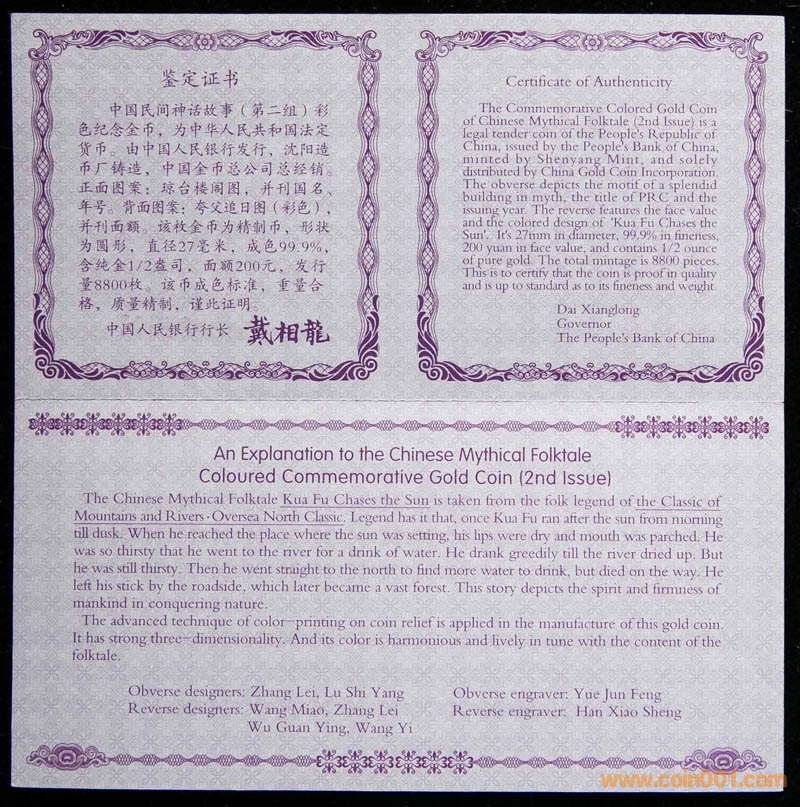 鉴定证书
中国民间神话故事（第二组）彩
色纪念金币，为中华人民共和国法定
货币。由中国人民银行发行，沈阳造
币厂铸造，中国金币总公司总经销。
正面图案：琼台楼阁图，并刊国名、
年号。背面图案：夸父追日图（彩色），
并刊面额。该枚金币为精制币，形状
为圆形，直径27毫米，成色99.9%，
含纯金1/2盎司，面额200元，发行
量8800枚。该币成色标准，重量合
格，质量精制，谨此证明。
中国人民银行行长 戴相龍
Certificate of Authenticity
The Commemorative Colored Gold Coin
of Chinese Mythical Folktale (2nd Issue) is a
legal tender coin of the People's Republic of
China, issued by the People's Bank of China,
minted by Shenyang Mint, and solely
distributed by China Gold Coin Incorporation.
The obverse depicts the motif of a splendid
building in myth, the title of PRC and the
issuing year. The reverse features the face value
and the colored design of 'Kua Fu Chases the
Sun'. It's 27mm in diameter, 99.9% in fineness,
200 yuan in face value, and contains 1/2 ounce
of pure gold. The total mintage is 8800 pieces.
This is to certify that the coin is proof in quality
and is up to standard as to its fineness and weight.
Dai Xianglong
Governor
The People's Bank of China
An Explanation to the Chinese Mythical Folktale
Coloured Commemorative Gold Coin (2nd Issue)
The Chinese Mythical Folktale Kua Fu Chases the Sun is taken from the folk legend of the Classic of
Mountains and Rivers·Oversea North Classic. Legend has it that, once Kua Fu ran after the sun from morning
till dusk. When he reached the place where the sun was setting, his lips were dry and mouth was parched. He
was so thirsty that he went to the river for a drink of water. He drank greedily till the river dried up. But
he was still thirsty. Then he went straight to the north to find more water to drink, but died on the way. He
left his stick by the roadside, which later became a vast forest. This story depicts the spirit and firmness of
mankind in conquering nature.
The advanced technique of color-printing on coin relief is applied in the manufacture of this gold coin.
It has strong three-dimensionality. And its color is harmonious and lively in tune with the content of the
folktale.
Obverse designers: Zhang Lei, Lu Shi Yang
Reverse designers: Wang Miao, Zhang Lei
Wu Guan Ying, Wang Yi
Obverse engraver: Yue Jun Feng
Reverse engraver: Han Xiao Sheng
www.coin001.com